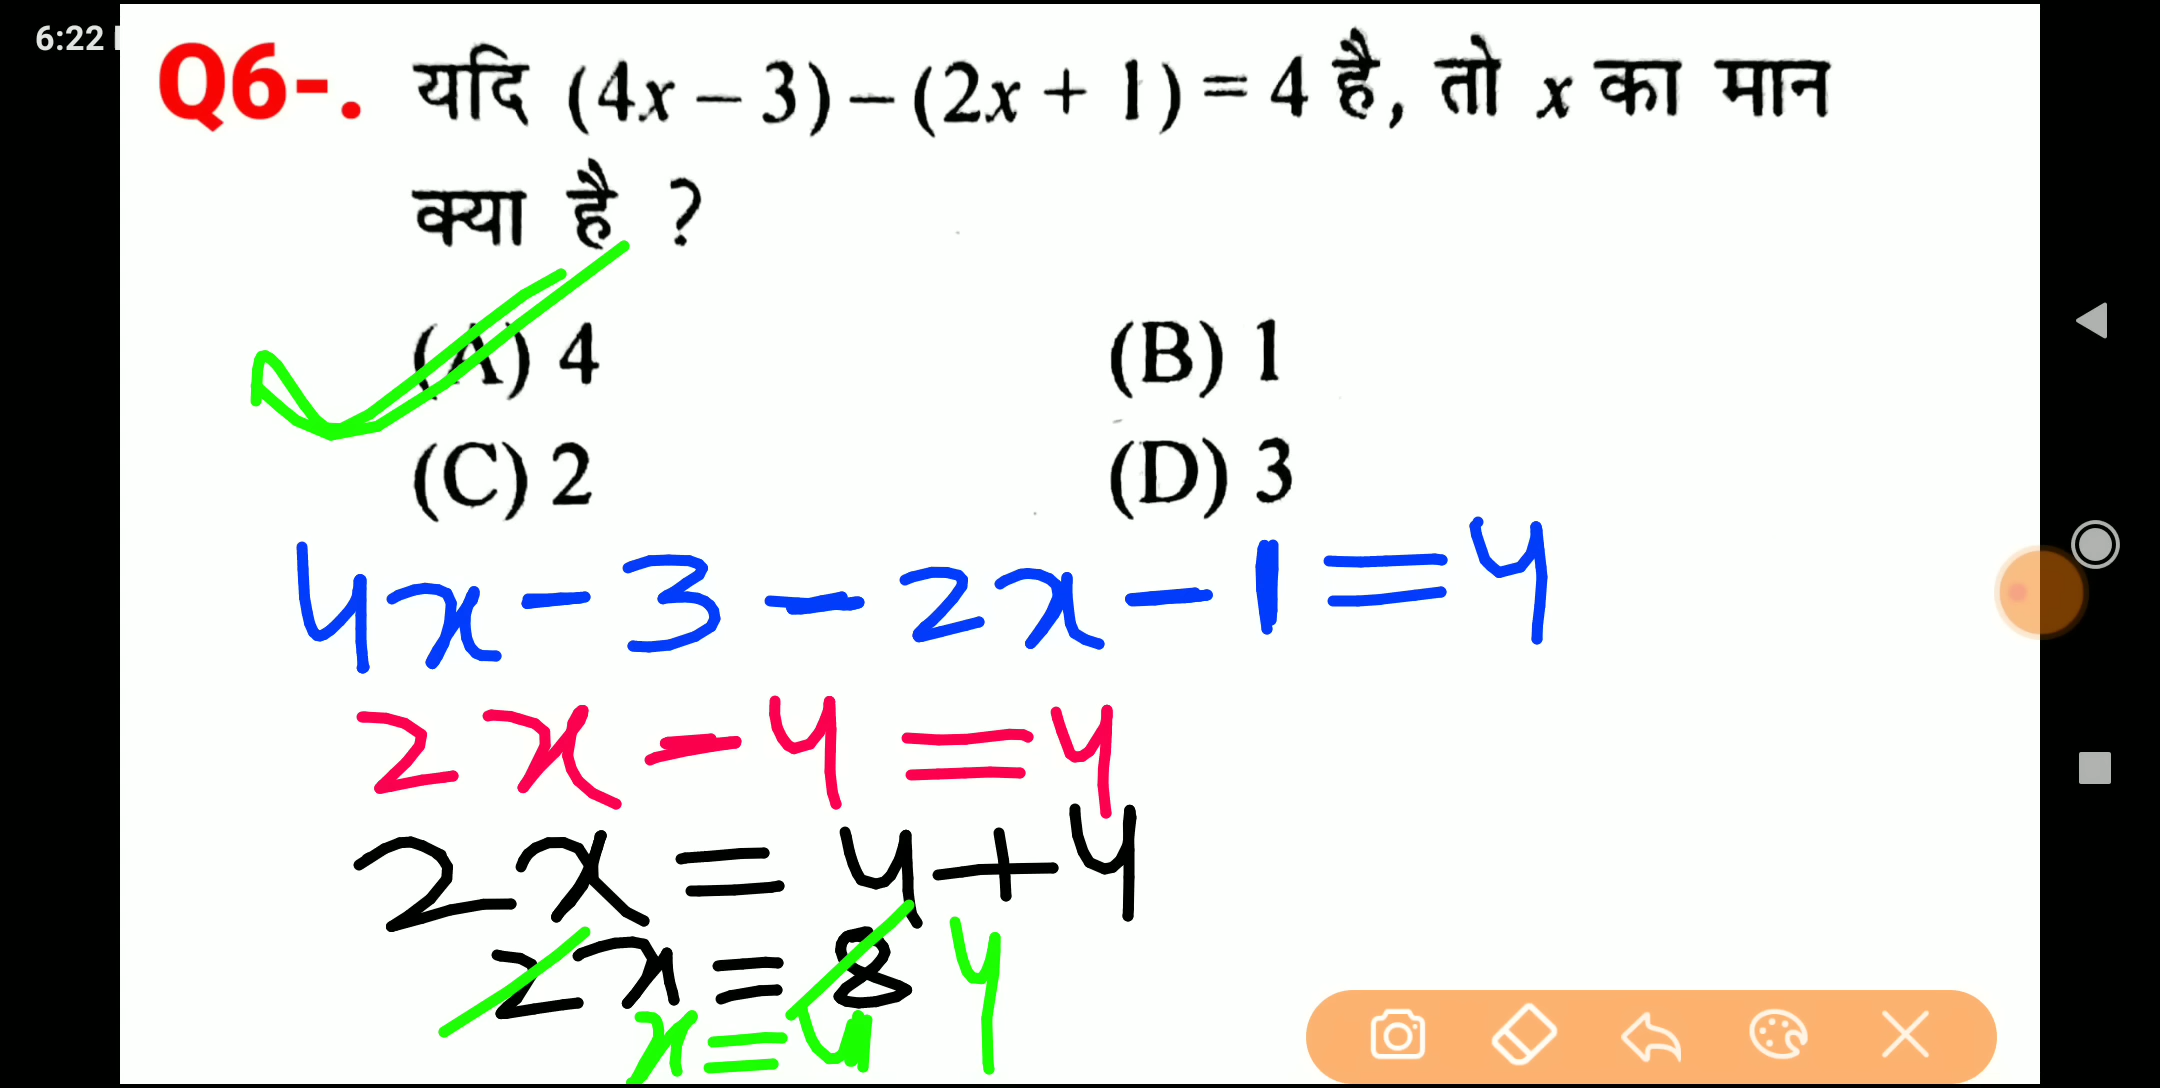 6:22
Q6-. यदि (4x – 3) – (2x + 1) = 4 है, तो x का मान
क्या है ?
(A) 4 (B) 1
(C) 2 (D) 3
4x - 3 - 2x - 1 = 4
2x - 4 = 4
2x = 4 + 4
2x = 8 4
x = 4